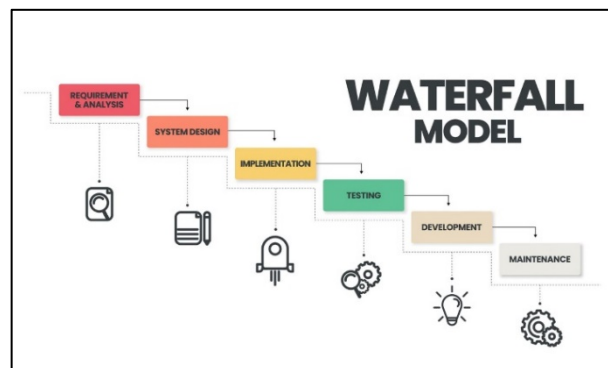 WATERFALL
MODEL
REQUIREMENT
& ANALYSIS
SYSTEM DESIGN
IMPLEMENTATION
TESTING
DEVELOPMENT
MAINTENANCE